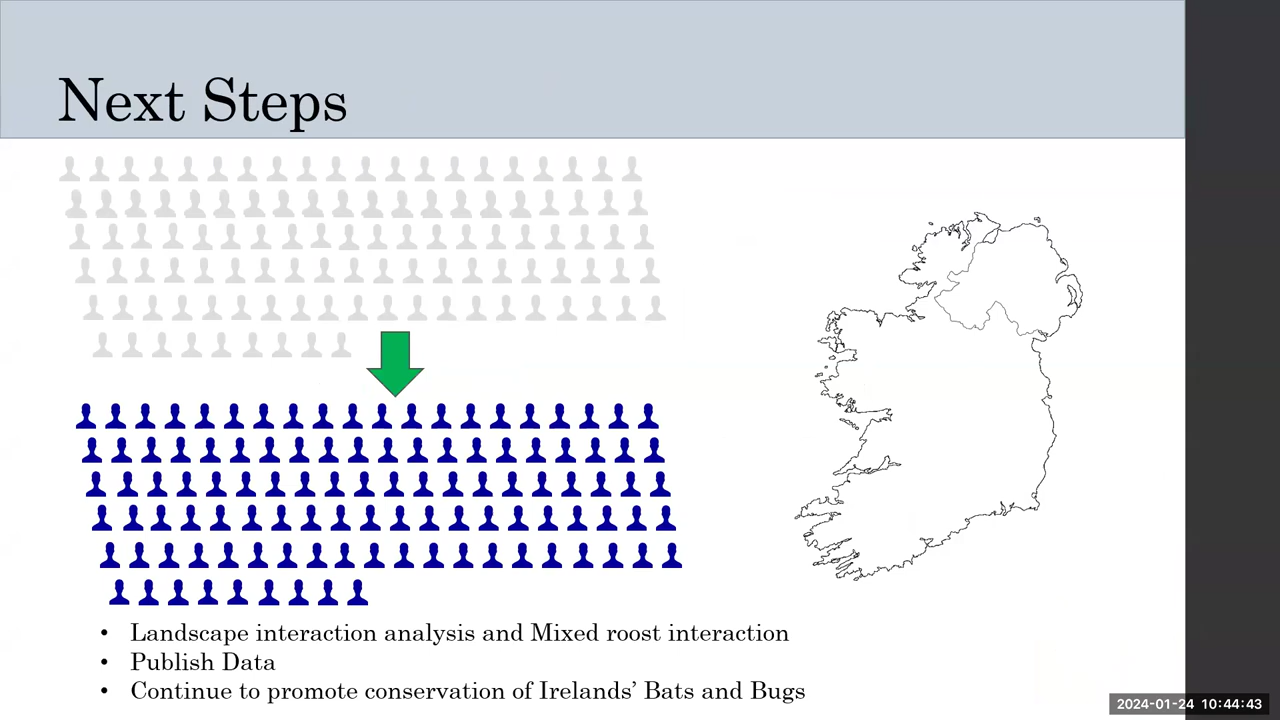 Next Steps
• Landscape interaction analysis and Mixed roost interaction
• Publish Data
• Continue to promote conservation of Irelands’ Bats and Bugs
2024-01-24 10:44:43